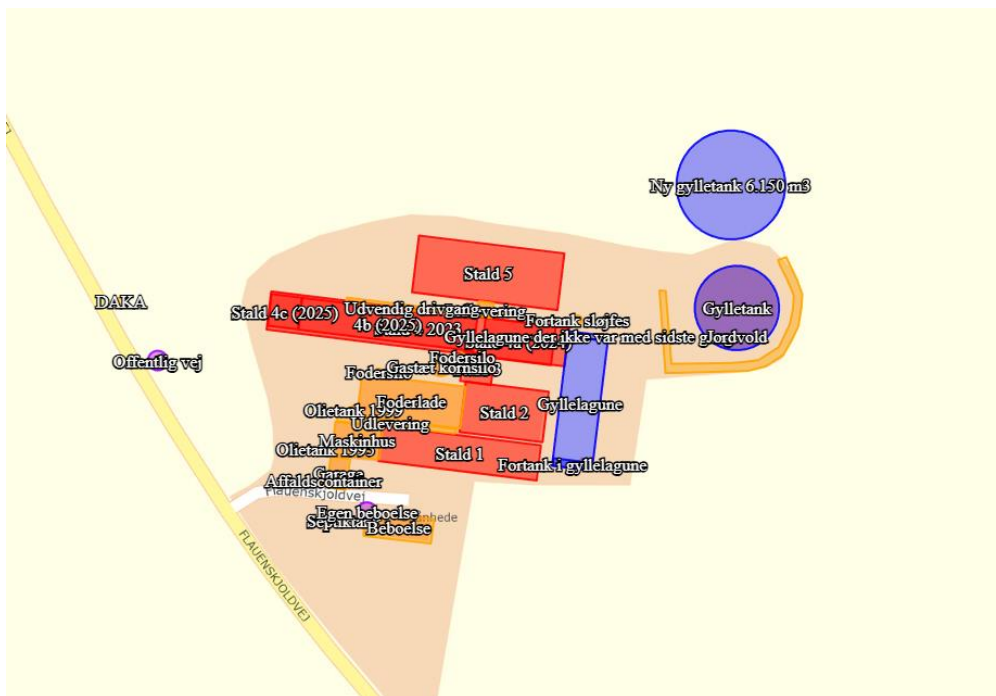 Ny gylletank 6.150 m3
Stald 5
DAKA
Stald 4c (2025)
Udvendig drivgang
4b (2025)
2023
Gylletank
Fortank sløjfes
Gyllelagune der ikke var med sidste g
Jordvold
Offentlig vej
Fodersilo
Gastæt kornsilo
Foderlade
Stald 2
Gyllelagune
Olietank 1999
Udlevering
Maskinhus
Olietank 1995
Stald 1
Fortank i gyllelagune
Garage
Affaldscontainer
Flauenskjoldvej
Egen beboelse
Beboelse
FLAUENSKJOLDVEJ